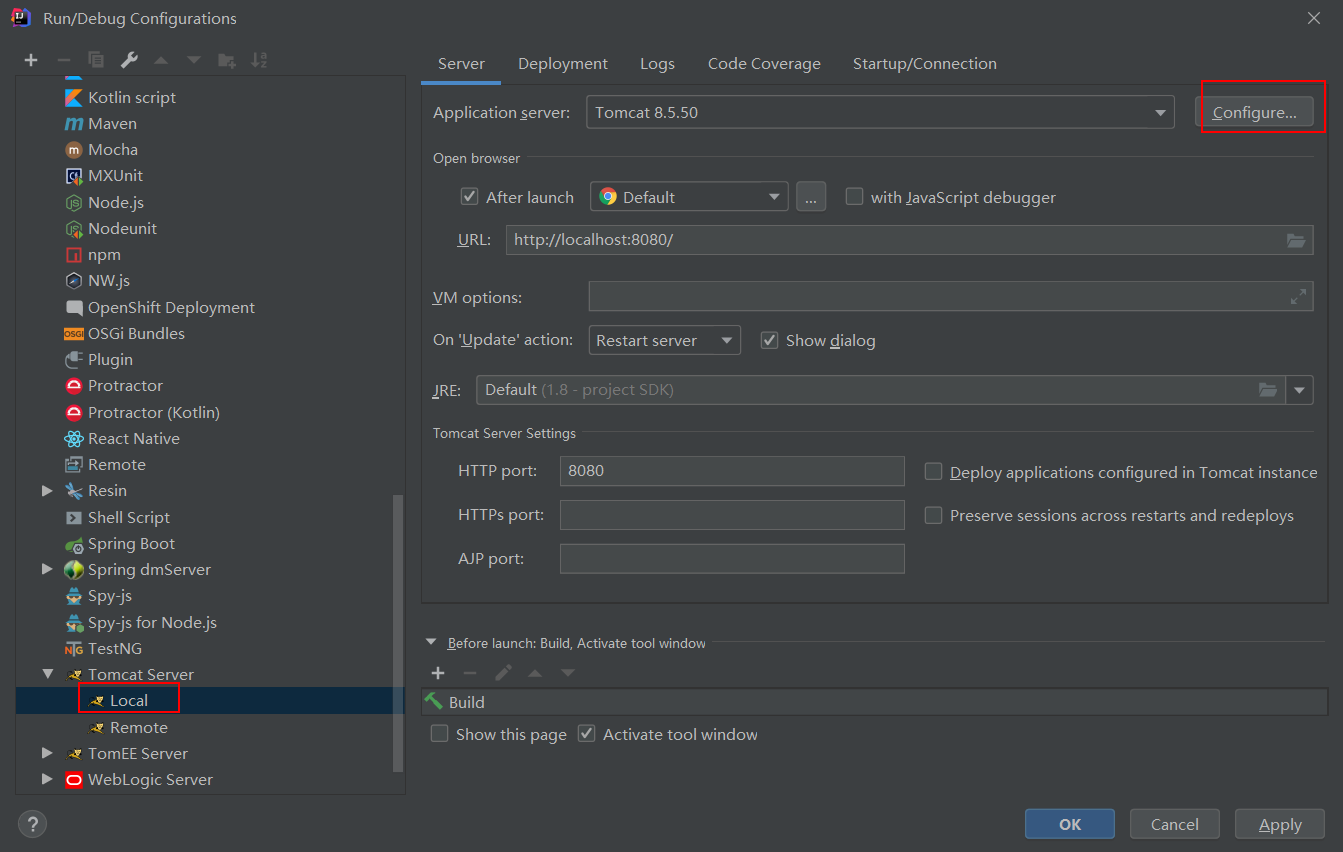 Run/Debug Configurations
Kotlin script
Maven
Mocha
MXUnit
Node.js
Nodeunit
npm
NW.js
OpenShift Deployment
OSGi Bundles
Plugin
Protractor
Protractor (Kotlin)
React Native
Remote
Resin
Shell Script
Spring Boot
Spring dmServer
Spy-js
Spy-js for Node.js
TestNG
Tomcat Server
Local
Remote
TomEE Server
WebLogic Server
Server Deployment Logs Code Coverage Startup/Connection
Application server: Tomcat 8.5.50 Configure...
Open browser
After launch Default ... with JavaScript debugger
URL: http://localhost:8080/
VM options:
On 'Update' action: Restart server Show dialog
JRE: Default (1.8 - project SDK)
Tomcat Server Settings
HTTP port: 8080 Deploy applications configured in Tomcat instance
HTTPs port: Preserve sessions across restarts and redeploys
AJP port:
Before launch: Build, Activate tool window
Build
Show this page Activate tool window
? OK Cancel Apply